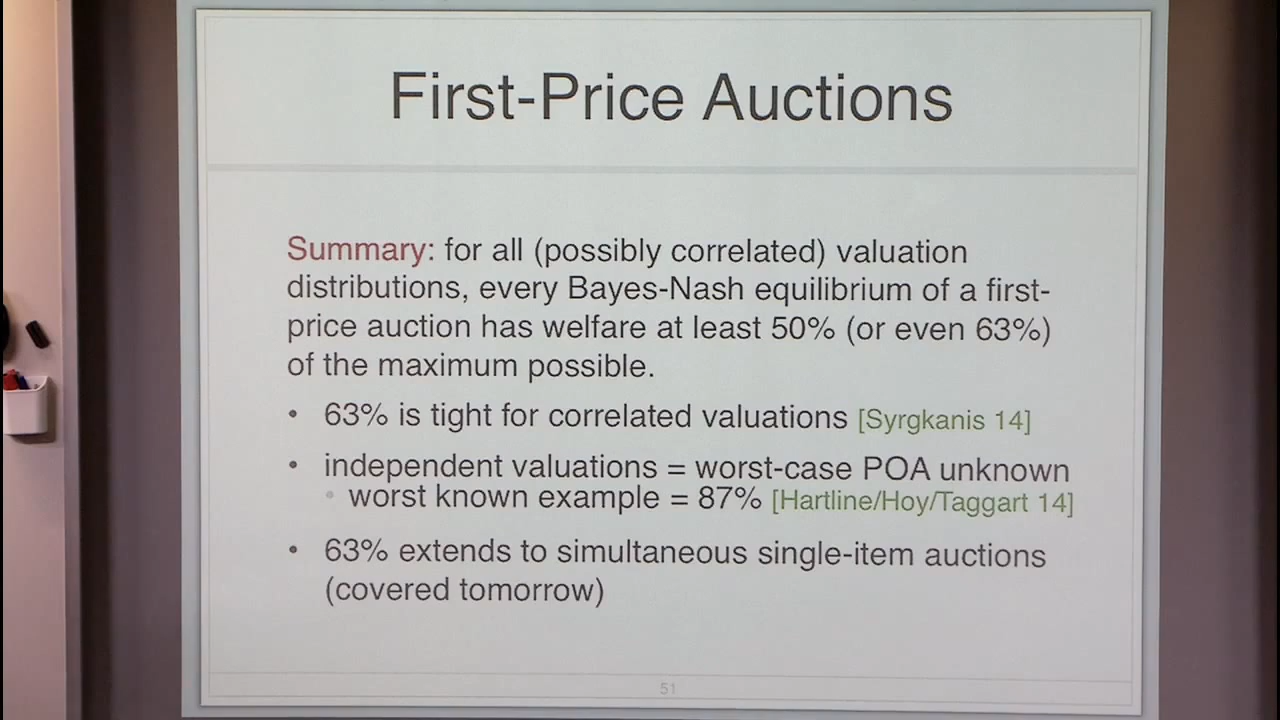 First-Price Auctions
Summary: for all (possibly correlated) valuation
distributions, every Bayes-Nash equilibrium of a first-
price auction has welfare at least 50% (or even 63%)
of the maximum possible.
• 63% is tight for correlated valuations [Syrgkanis 14]
• independent valuations = worst-case POA unknown
• worst known example = 87% [Hartline/Hoy/Taggart 14]
• 63% extends to simultaneous single-item auctions
(covered tomorrow)
51